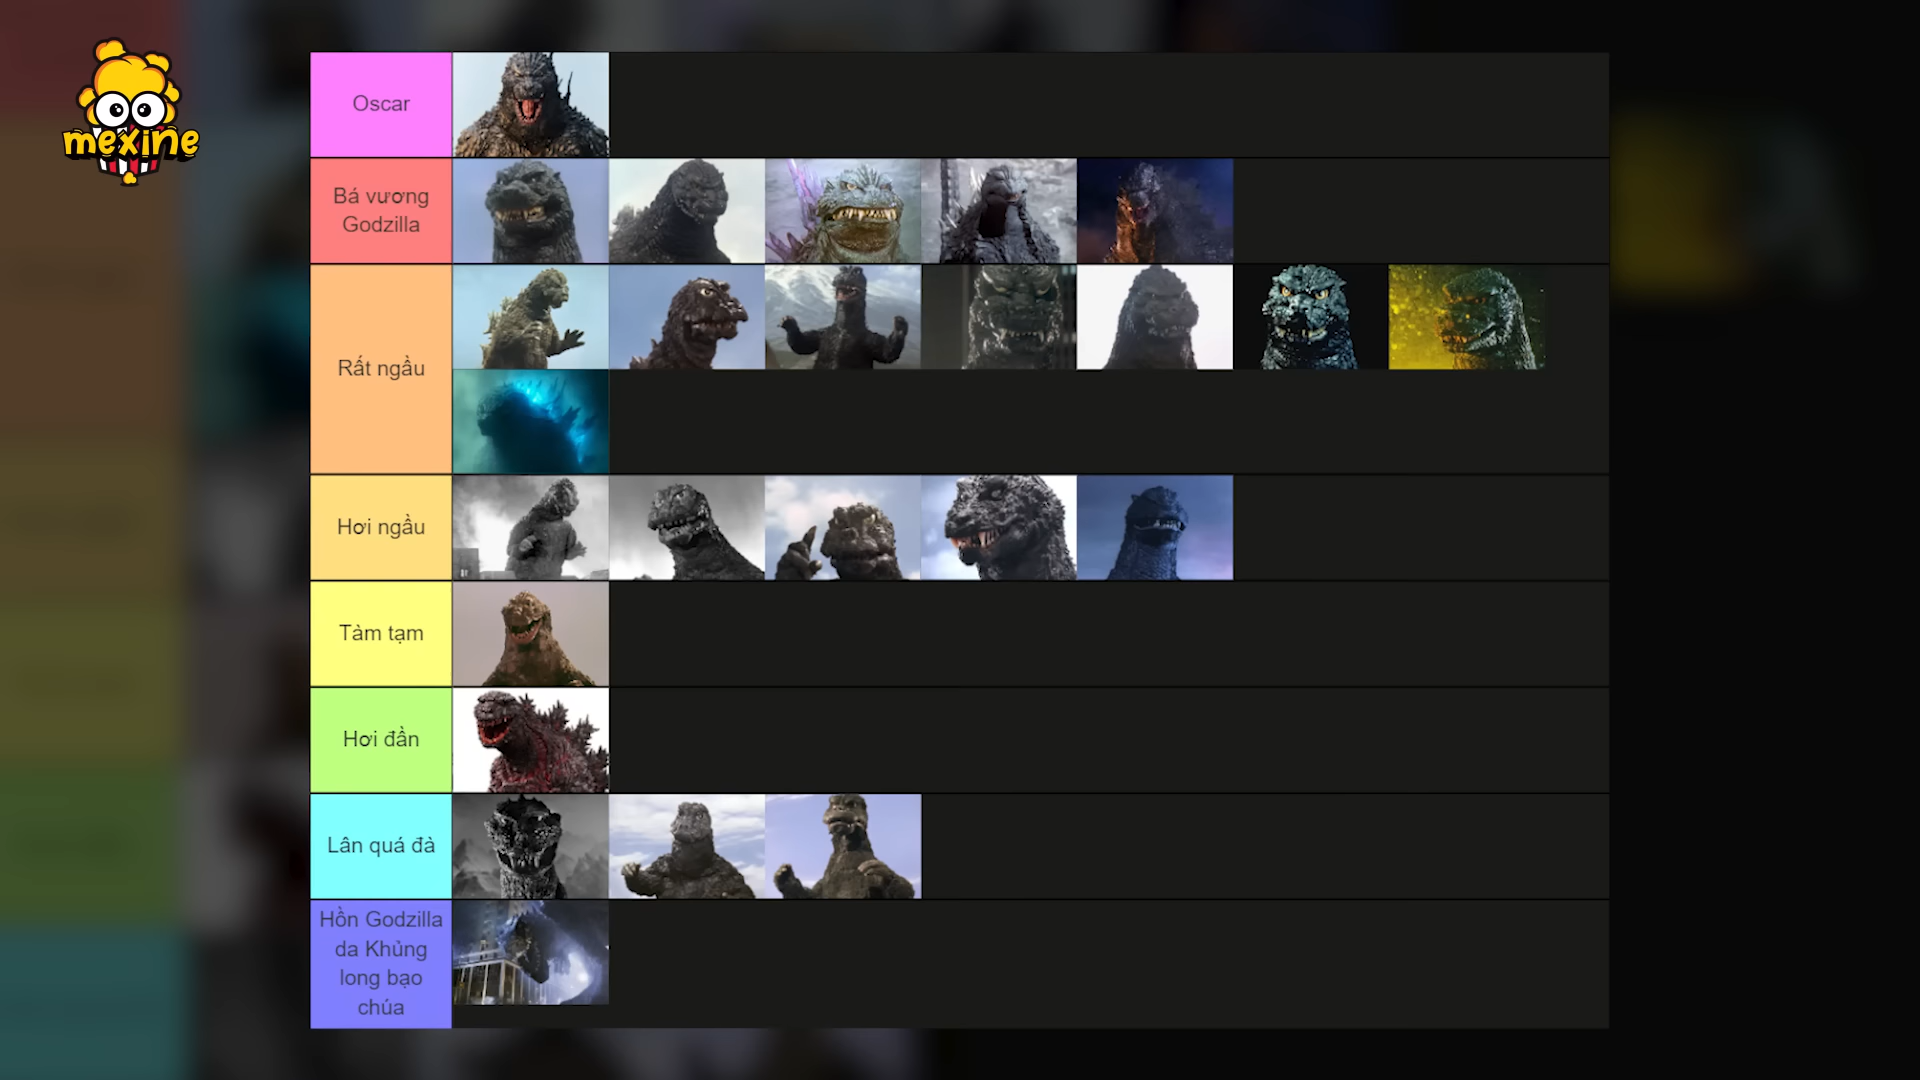 mexine
Oscar
Bá vương
Godzilla
Rất ngầu
Hơi ngầu
Tàm tạm
Hơi đần
Lân quá đà
Hồn Godzilla
da Khủng
long bạo
chúa